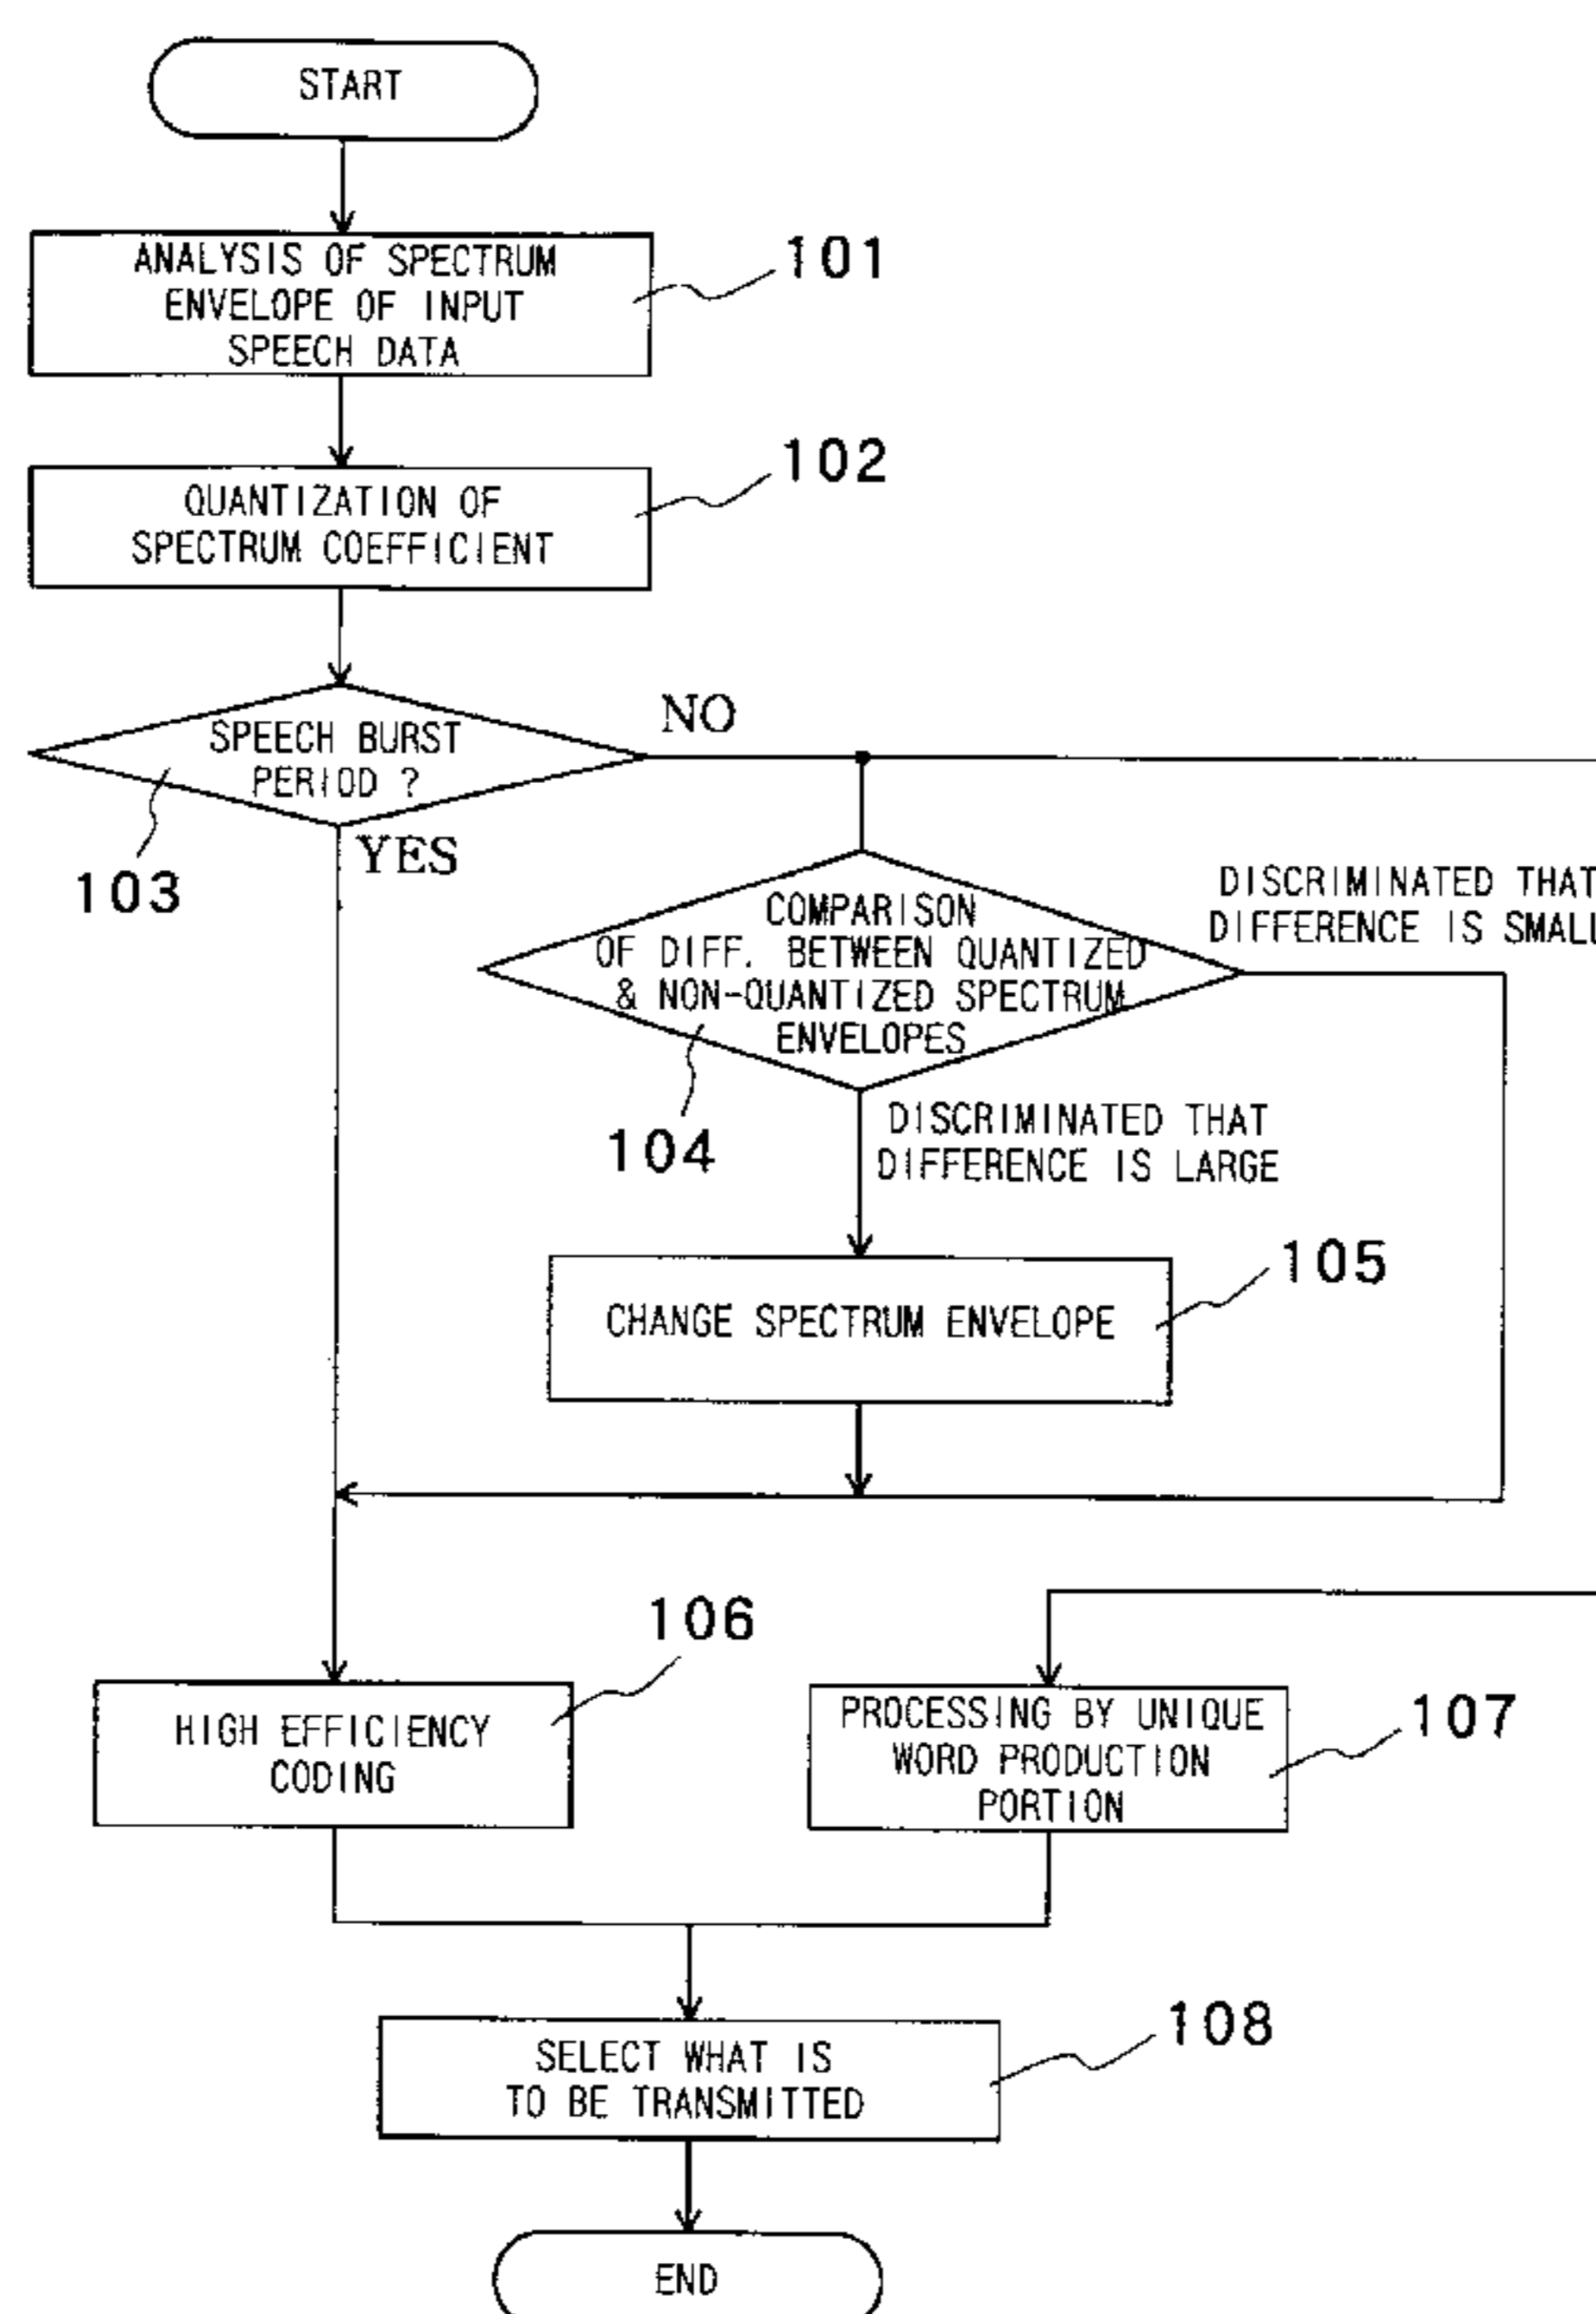 START
ANALYSIS OF SPECTRUM
ENVELOPE OF INPUT
SPEECH DATA
101
QUANTIZATION OF
SPECTRUM COEFFICIENT
102
SPEECH BURST
PERIOD ?
NO
YES
103
COMPARISON
OF DIFF. BETWEEN QUANTIZED
& NON-QUANTIZED SPECTRUM
ENVELOPES
DISCRIMINATED THAT
DIFFERENCE IS SMALL
104
DISCRIMINATED THAT
DIFFERENCE IS LARGE
CHANGE SPECTRUM ENVELOPE
105
106
HIGH EFFICIENCY
CODING
PROCESSING BY UNIQUE
WORD PRODUCTION
PORTION
107
SELECT WHAT IS
TO BE TRANSMITTED
108
END